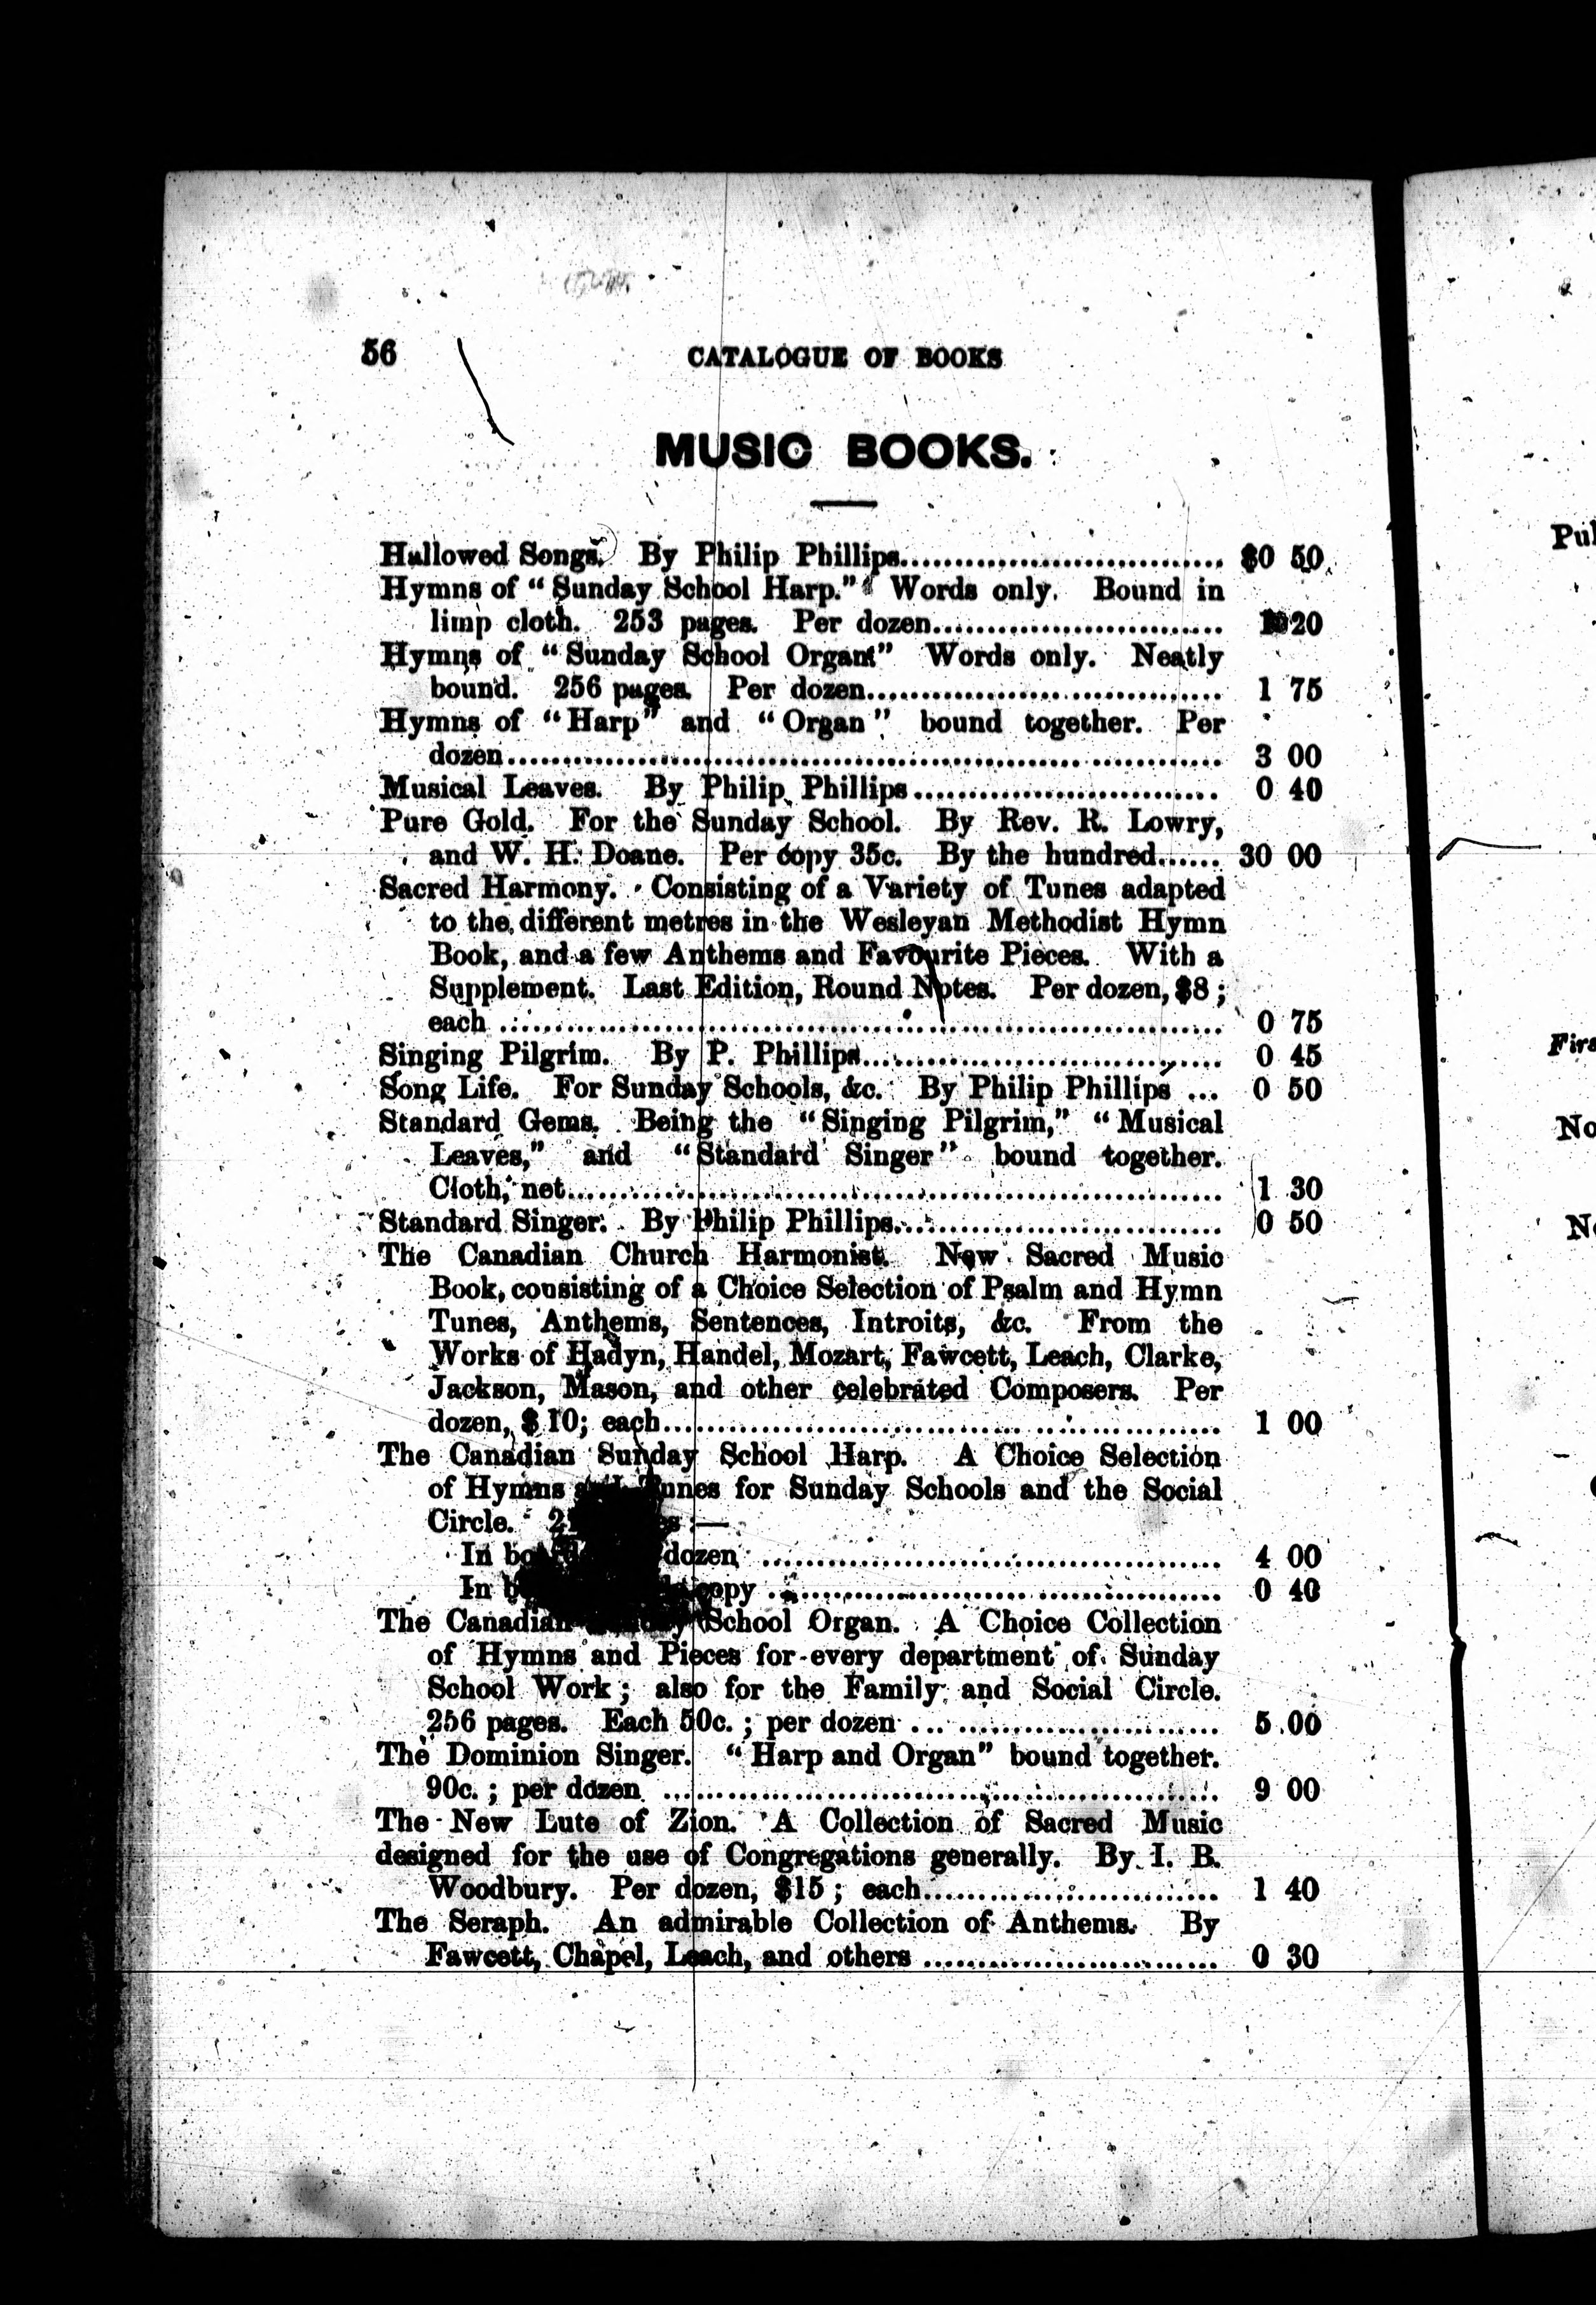 56 CATALOGUE OF BOOKS
MUSIC BOOKS.
Hallowed Songs. By Philip Phillips.............................. $0 50
Hymns of "Sunday School Harp." Words only. Bound in
limp cloth. 253 pages. Per dozen........................... 20
Hymns of "Sunday School Organ" Words only. Neatly
bound. 256 pages. Per dozen................................. 1 75
Hymns of "Harp" and "Organ" bound together. Per
dozen.................................................................. 3 00
Musical Leaves. By Philip Phillips............................ 0 40
Pure Gold. For the Sunday School. By Rev. R. Lowry,
and W. H. Doane. Per copy 35c. By the hundred...... 30 00
Sacred Harmony. Consisting of a Variety of Tunes adapted
to the different metres in the Wesleyan Methodist Hymn
Book, and a few Anthems and Favourite Pieces. With a
Supplement. Last Edition, Round Notes. Per dozen, $8;
each .................................................................. 0 75
Singing Pilgrim. By P. Phillips................................. 0 45
Song Life. For Sunday Schools, &c. By Philip Phillips ... 0 50
Standard Gems. Being the "Singing Pilgrim," "Musical
Leaves," and "Standard Singer" bound together.
Cloth, net............................................................ 1 30
Standard Singer. By Philip Phillips.............................. 0 50
The Canadian Church Harmonist. New Sacred Music
Book, consisting of a Choice Selection of Psalm and Hymn
Tunes, Anthems, Sentences, Introits, &c. From the
Works of Hadyn, Handel, Mozart, Fawcett, Leach, Clarke,
Jackson, Mason, and other celebrated Composers. Per
dozen, $10; each................................................... 1 00
The Canadian Sunday School Harp. A Choice Selection
of Hymns and Tunes for Sunday Schools and the Social
Circle. :—
In dozen .......................................... 4 00
In copy .......................................... 0 40
The Canadian Sunday School Organ. A Choice Collection
of Hymns and Pieces for every department of Sunday
School Work; also for the Family and Social Circle.
256 pages. Each 50c.; per dozen ............................ 5 00
The Dominion Singer. "Harp and Organ" bound together.
90c.; per dozen ................................................... 9 00
The New Lute of Zion. A Collection of Sacred Music
designed for the use of Congregations generally. By I. B.
Woodbury. Per dozen, $15; each........................... 1 40
The Seraph. An admirable Collection of Anthems. By
Fawcett, Chapel, Leach, and others ........................... 0 30
Pul
Firs
No